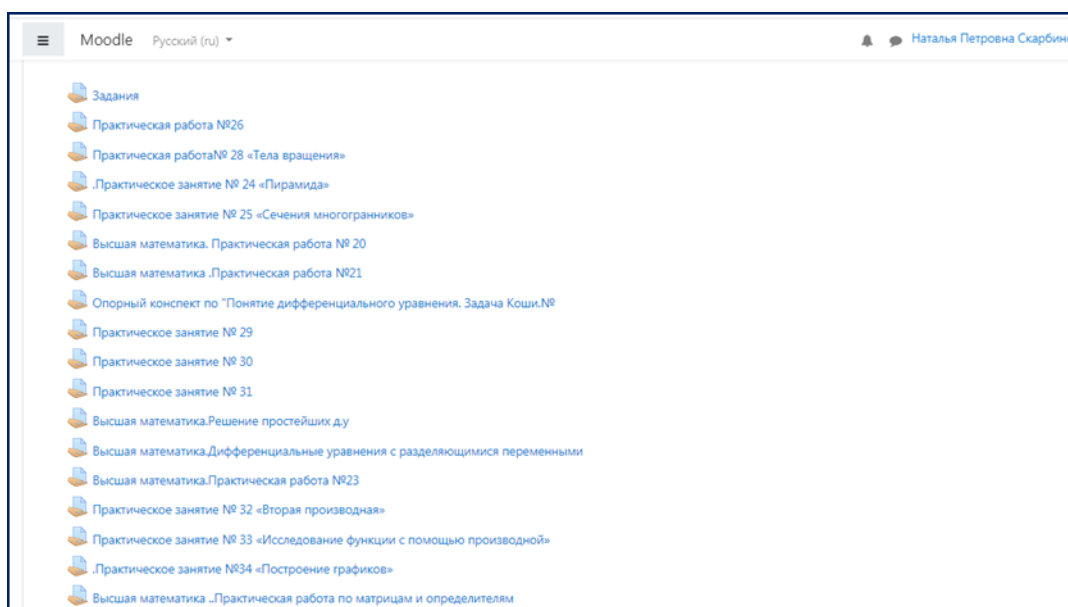 Moodle Русский (ru) Наталья Петровна Скарбин
Задания
Практическая работа №26
Практическая работа№ 28 «Тела вращения»
.Практическое занятие № 24 «Пирамида»
Практическое занятие № 25 «Сечения многогранников»
Высшая математика. Практическая работа № 20
Высшая математика .Практическая работа №21
Опорный конспект по "Понятие дифференциального уравнения. Задача Коши.№
Практическое занятие № 29
Практическое занятие № 30
Практическое занятие № 31
Высшая математика.Решение простейших д.у
Высшая математика.Дифференциальные уравнения с разделяющимися переменными
Высшая математика.Практическая работа №23
Практическое занятие № 32 «Вторая производная»
Практическое занятие № 33 «Исследование функции с помощью производной»
.Практическое занятие №34 «Построение графиков»
Высшая математика ..Практическая работа по матрицам и определителям